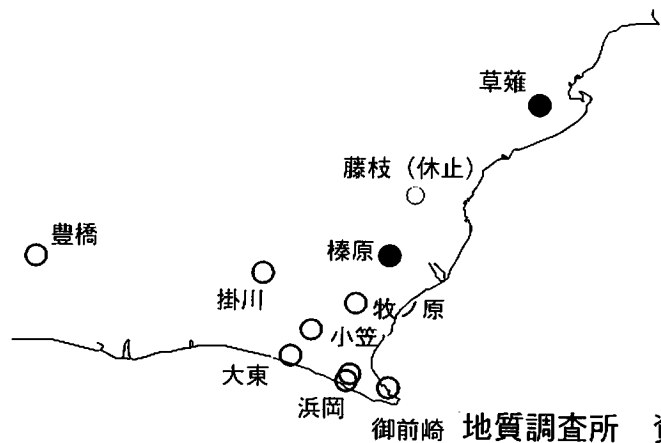 草薙
藤枝（休止）
豊橋
榛原
掛川
牧ノ原
小笠
大東
浜岡
御前崎 地質調査所